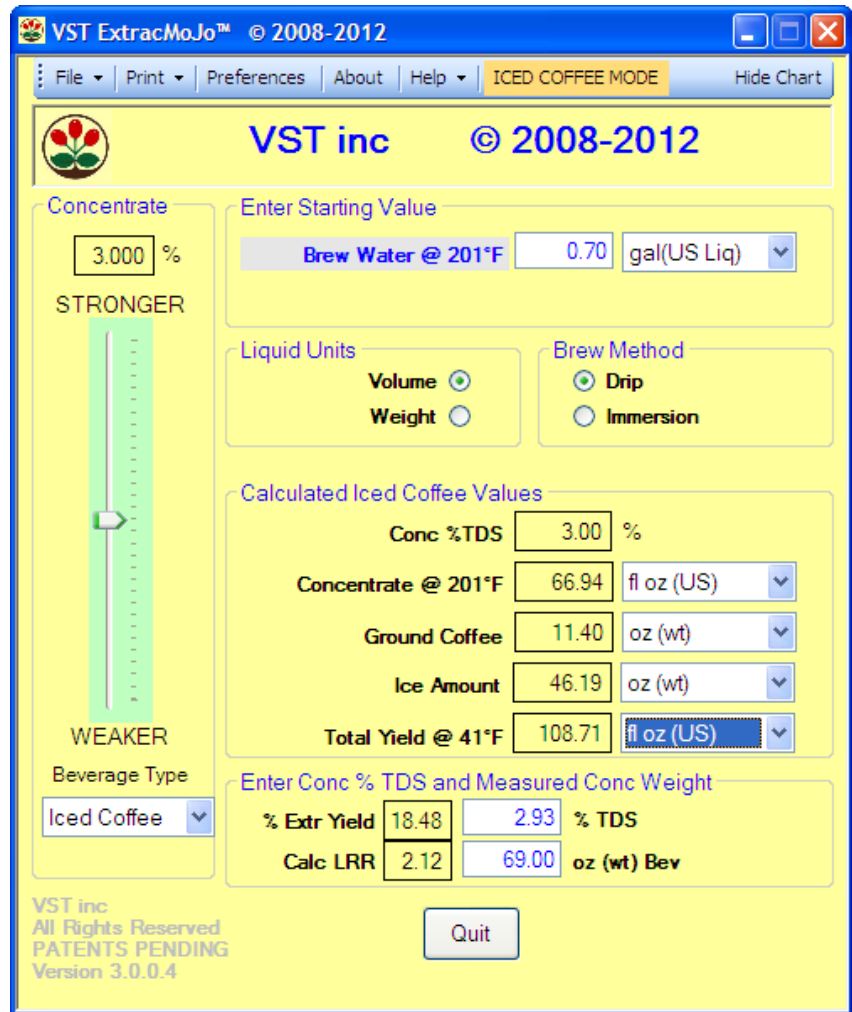 VST ExtracMoJo™ © 2008-2012
File Print Preferences About Help ICED COFFEE MODE Hide Chart
VST inc © 2008-2012
Concentrate
3.000 %
STRONGER
WEAKER
Beverage Type
Iced Coffee
Enter Starting Value
Brew Water @ 201°F 0.70 gal(US Liq)
Liquid Units
Volume
Weight
Brew Method
Drip
Immersion
Calculated Iced Coffee Values
Conc %TDS 3.00 %
Concentrate @ 201°F 66.94 fl oz (US)
Ground Coffee 11.40 oz (wt)
Ice Amount 46.19 oz (wt)
Total Yield @ 41°F 108.71 fl oz (US)
Enter Conc % TDS and Measured Conc Weight
% Extr Yield 18.48 2.93 % TDS
Calc LRR 2.12 69.00 oz (wt) Bev
VST inc
All Rights Reserved
PATENTS PENDING
Version 3.0.0.4
Quit